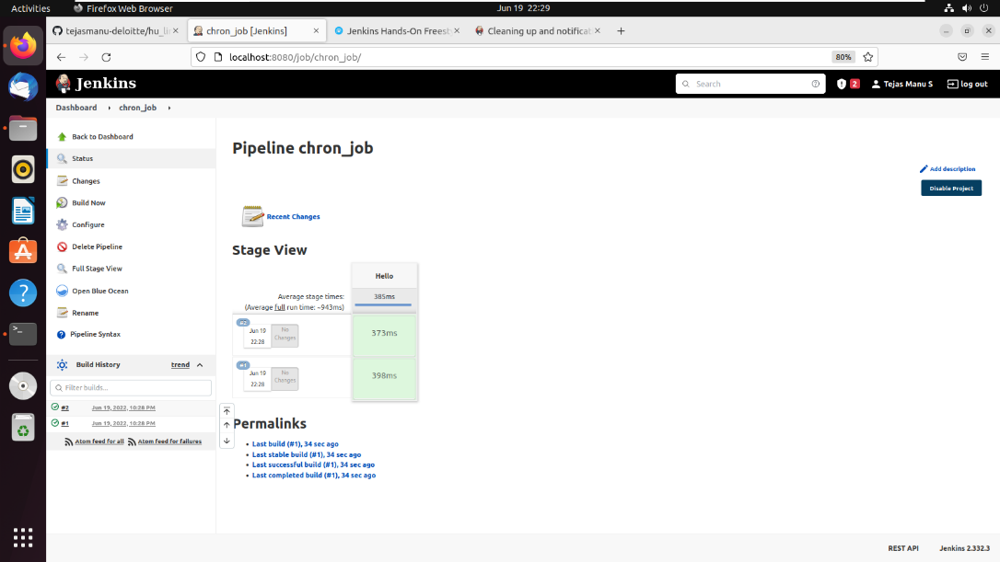 Activities
Firefox Web Browser
Jun 19 22:29
tejasmanu-deloitte/hu_li
chron_job [Jenkins]
Jenkins Hands-On Freest
Cleaning up and notificat
localhost:8080/job/chron_job/
80%
Jenkins
Search
2
Tejas Manu S
log out
Dashboard
chron_job
Back to Dashboard
Status
Changes
Build Now
Configure
Delete Pipeline
Full Stage View
Open Blue Ocean
Rename
Pipeline Syntax
Build History
trend
Filter builds...
#2
Jun 19, 2022, 10:28 PM
#1
Jun 19, 2022, 10:28 PM
Atom feed for all
Atom feed for failures
Pipeline chron_job
Add description
Disable Project
Recent Changes
Stage View
Hello
Average stage times:
385ms
(Average full run time: ~943ms)
#2
Jun 19
22:28
No
Changes
373ms
#1
Jun 19
22:28
No
Changes
398ms
Permalinks
Last build (#1), 34 sec ago
Last stable build (#1), 34 sec ago
Last successful build (#1), 34 sec ago
Last completed build (#1), 34 sec ago
REST API
Jenkins 2.332.3